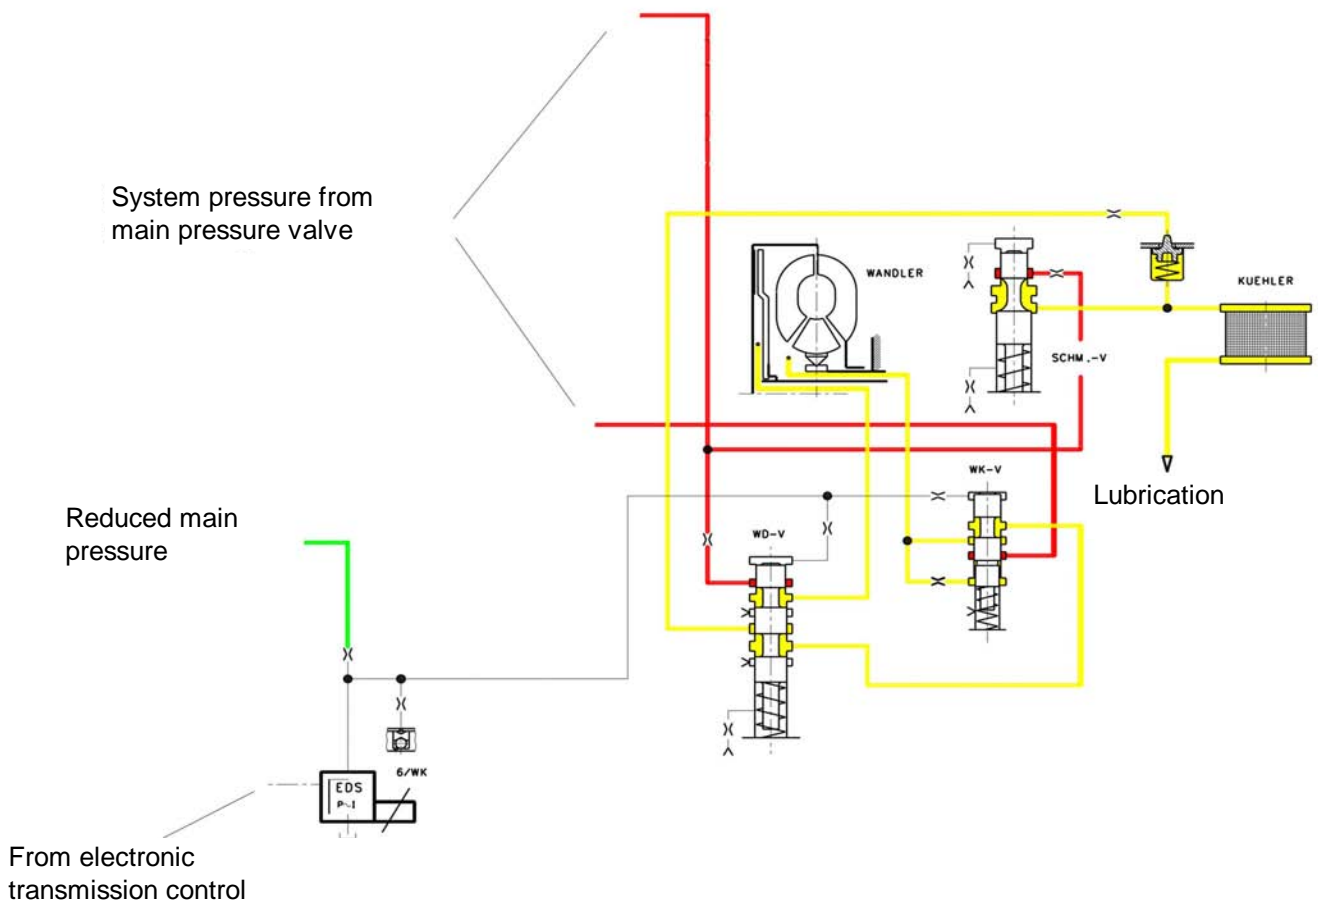 System pressure from
main pressure valve
WANDLER
KUEHLER
SCHM.-V
WK-V
Lubrication
Reduced main
pressure
WD-V
6/WK
EDS
P~I
From electronic
transmission control